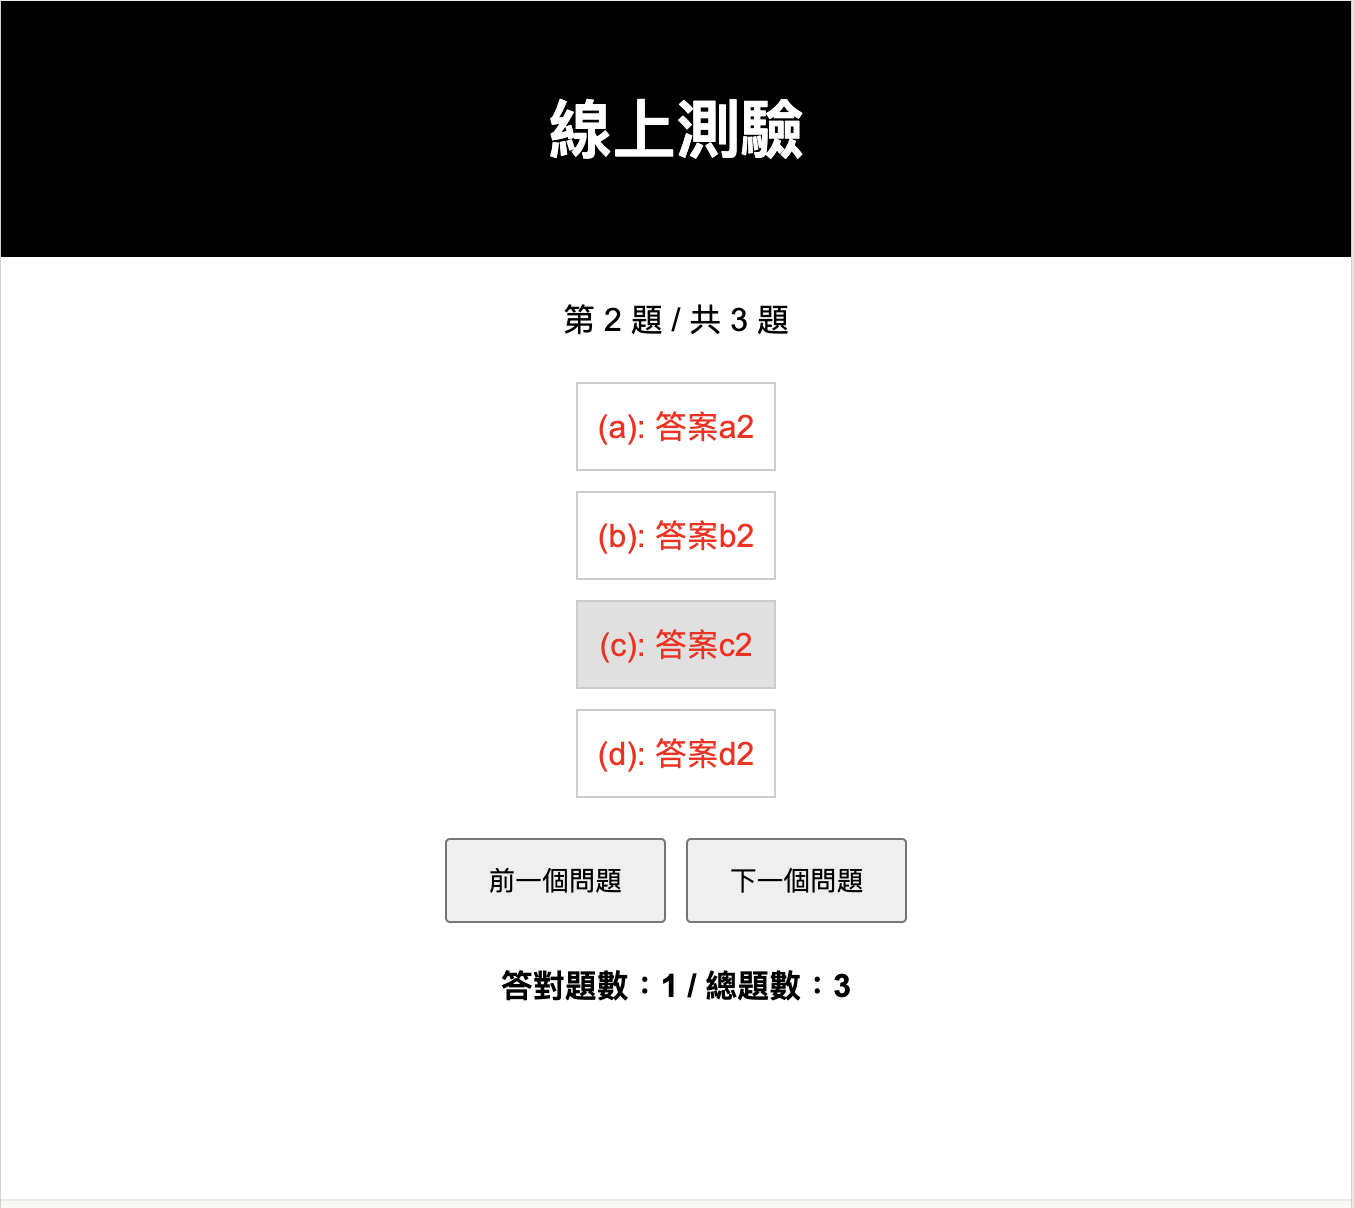 線上測驗
第 2 題 / 共 3 題
(a): 答案a2
(b): 答案b2
(c): 答案c2
(d): 答案d2
前一個問題
下一個問題
答對題數：1 / 總題數：3